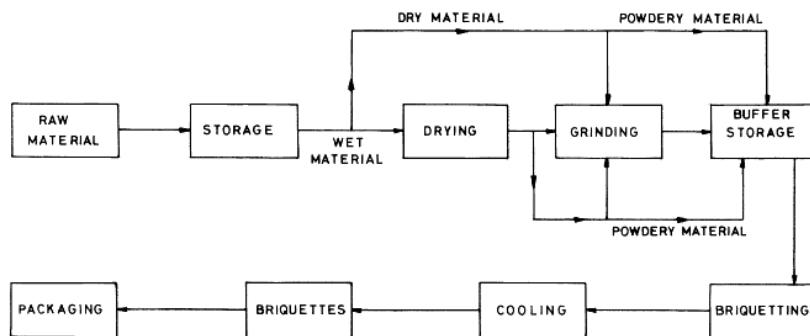 DRY MATERIAL
POWDERY MATERIAL
RAW
MATERIAL
STORAGE
WET
MATERIAL
DRYING
GRINDING
BUFFER
STORAGE
POWDERY MATERIAL
PACKAGING
BRIQUETTES
COOLING
BRIQUETTING